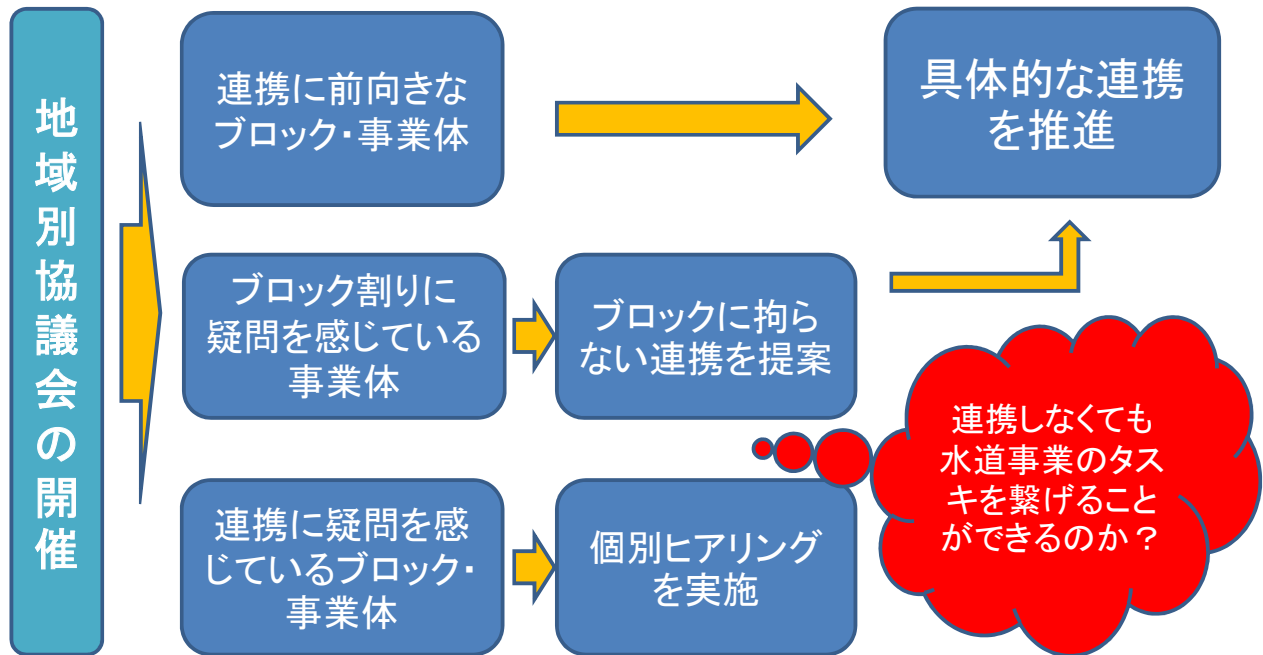 地域別協議会の開催
連携に前向きな
ブロック・事業体
具体的な連携
を推進
ブロック割りに
疑問を感じている
事業体
ブロックに拘ら
ない連携を提案
連携に疑問を感
じているブロック・
事業体
個別ヒアリング
を実施
連携しなくても
水道事業のタス
キを繋げること
ができるのか？